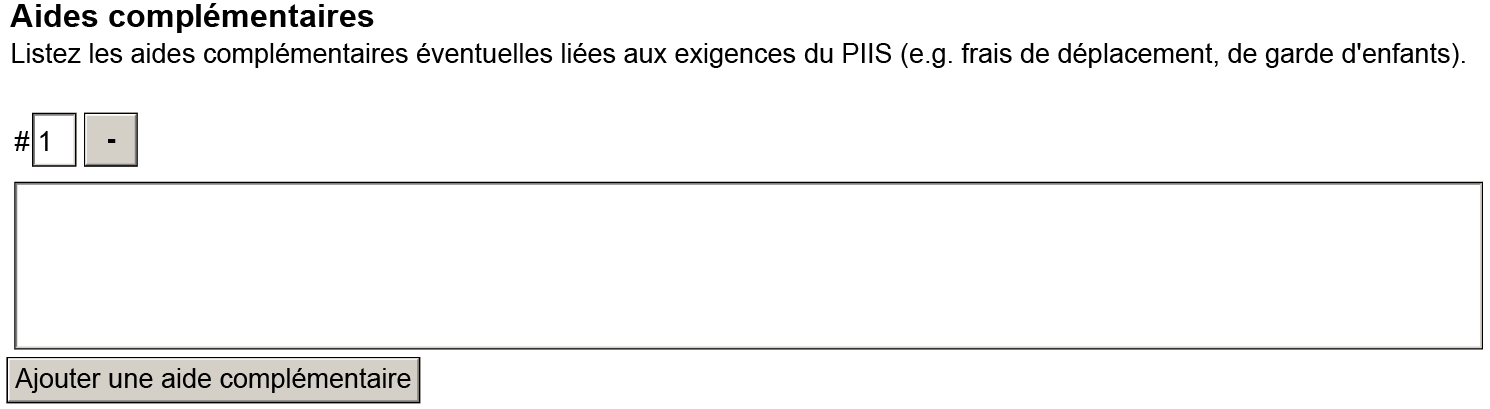 Aides complémentaires
Listez les aides complémentaires éventuelles liées aux exigences du PIIS (e.g. frais de déplacement, de garde d'enfants).
#1 -
Ajouter une aide complémentaire